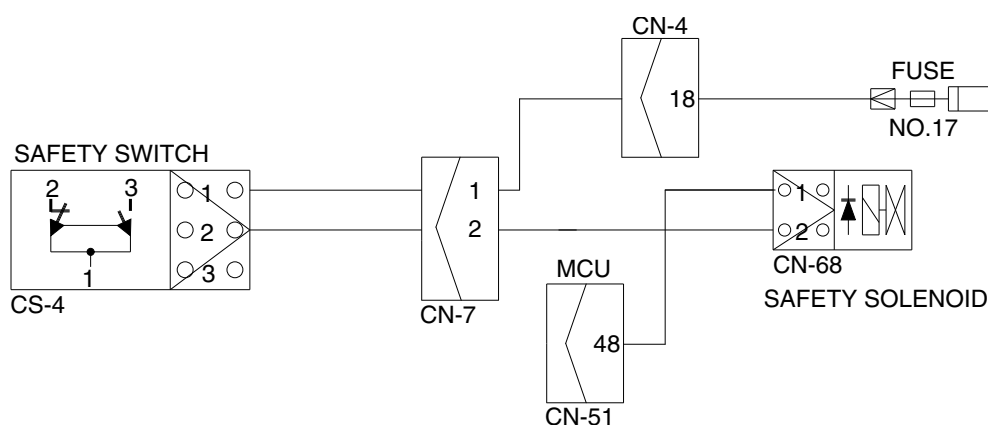 CN-4
18
FUSE
NO.17
SAFETY SWITCH
2 3
1
1
2
3
CS-4
1
2
CN-7
MCU
48
CN-51
1
2
CN-68
SAFETY SOLENOID